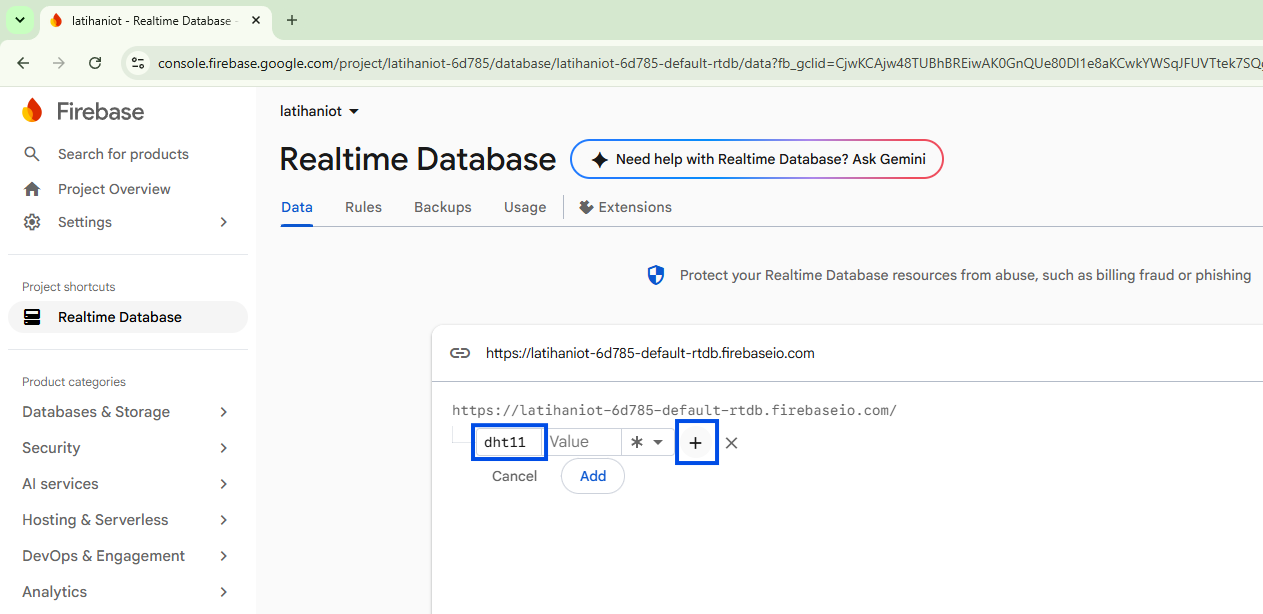 latihaniot - Realtime Database -
console.firebase.google.com/project/latihaniot-6d785/database/latihaniot-6d785-default-rtdb/data?fb_gclid=CjwKCAjw48TUBhBREiwAK0GnQUe80DI1e8aKCwkYWSqJFUVTtek7SQ
Firebase
Search for products
Project Overview
Settings
Project shortcuts
Realtime Database
Product categories
Databases & Storage
Security
AI services
Hosting & Serverless
DevOps & Engagement
Analytics
latihaniot
Realtime Database
Need help with Realtime Database? Ask Gemini
Data Rules Backups Usage Extensions
Protect your Realtime Database resources from abuse, such as billing fraud or phishing
https://latihaniot-6d785-default-rtdb.firebaseio.com
https://latihaniot-6d785-default-rtdb.firebaseio.com/
dht11 Value
Cancel Add